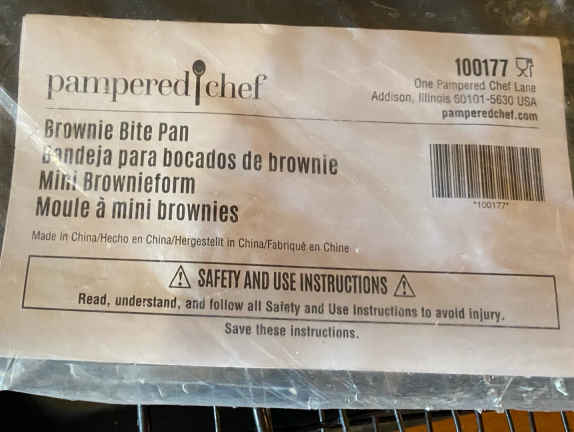 pampered chef
100177
One Pampered Chef Lane
Addison, Illinois 60101-5630 USA
pamperedchef.com
Brownie Bite Pan
Bandeja para bocados de brownie
Mini Brownieform
Moule à mini brownies
*100177*
Made in China/Hecho en China/Hergestellt in China/Fabriqué en Chine
SAFETY AND USE INSTRUCTIONS
Read, understand, and follow all Safety and Use Instructions to avoid injury.
Save these instructions.